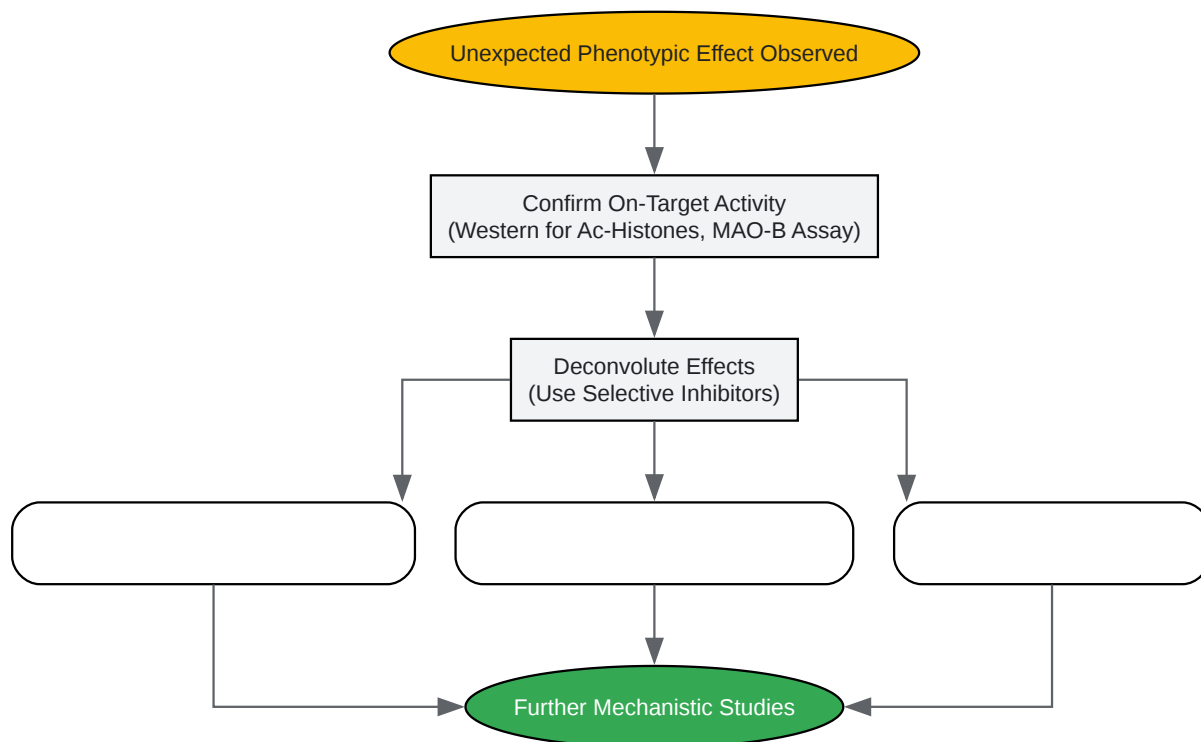 Unexpected Phenotypic Effect Observed
Confirm On-Target Activity
(Western for Ac-Histones, MAO-B Assay)
Deconvolute Effects
(Use Selective Inhibitors)
Further Mechanistic Studies